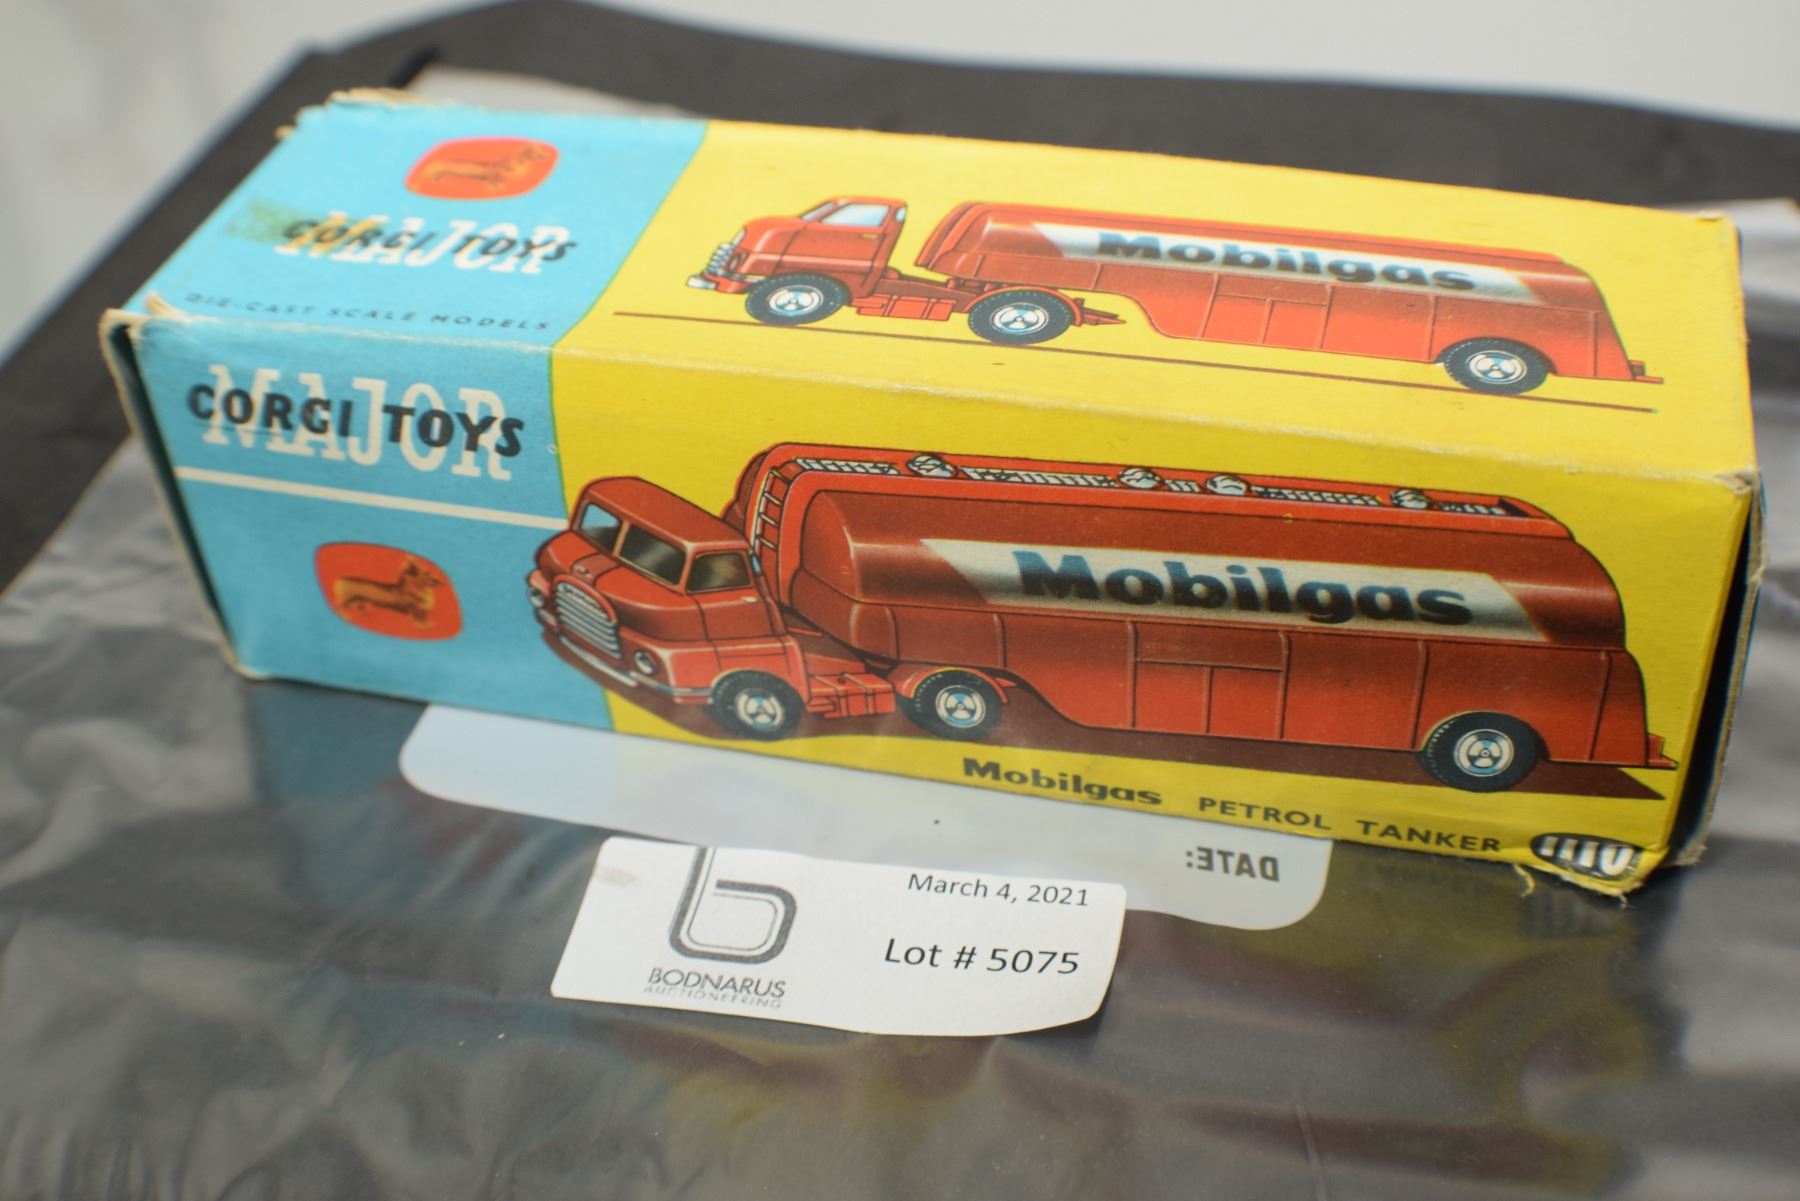 MAJOR
CORGI TOYS
DIE-CAST SCALE MODELS
Mobilgas
MAJOR
CORGI TOYS
Mobilgas
Mobilgas PETROL TANKER 1110
DATE:
March 4, 2021
Lot # 5075
BODNARUS
AUCTIONEERING